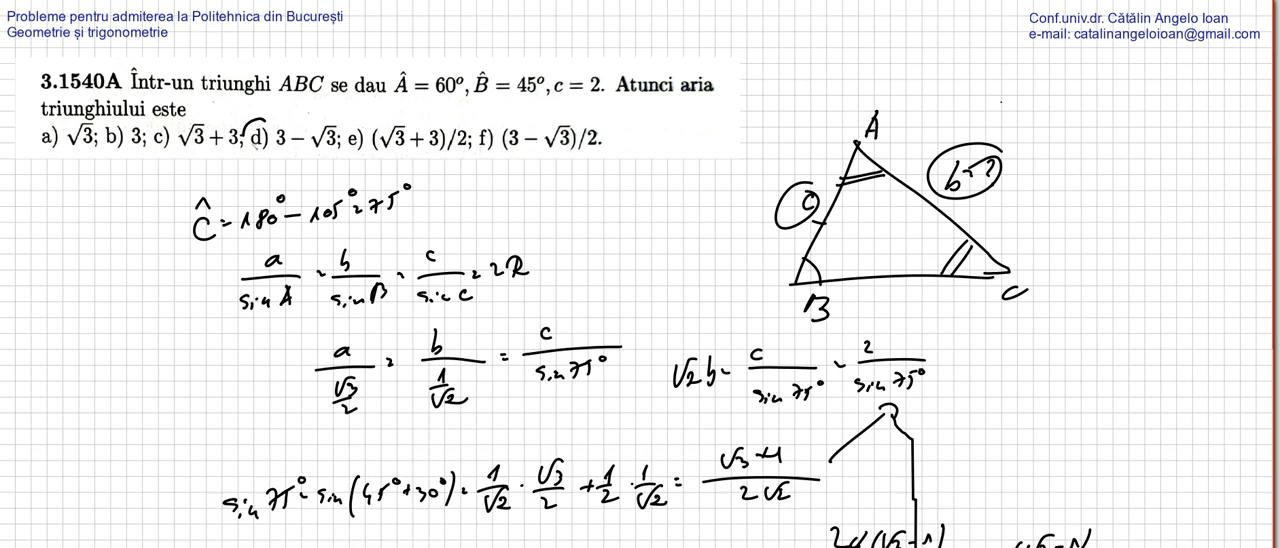 Probleme pentru admiterea la Politehnica din București
Geometrie și trigonometrie
Conf.univ.dr. Cătălin Angelo Ioan
e-mail: catalinangeloioan@gmail.com
3.1540A Într-un triunghi ABC se dau Â = 60°, B̂ = 45°, c = 2. Atunci aria
triunghiului este
a) √3; b) 3; c) √3 + 3; d) 3 − √3; e) (√3 + 3)/2; f) (3 − √3)/2.
A
c
b=?
B
C
Ĉ = 180° − 105° = 75°
a/sin A = b/sin B = c/sin C = 2R
a/(√3/2) = b/(1/√2) = c/sin 75°
√2 b = c/sin 75° = 2/sin 75°
sin 75° = sin (45° + 30°) = 1/√2 · √3/2 + 1/2 · 1/√2 = (√3+1)/(2√2)